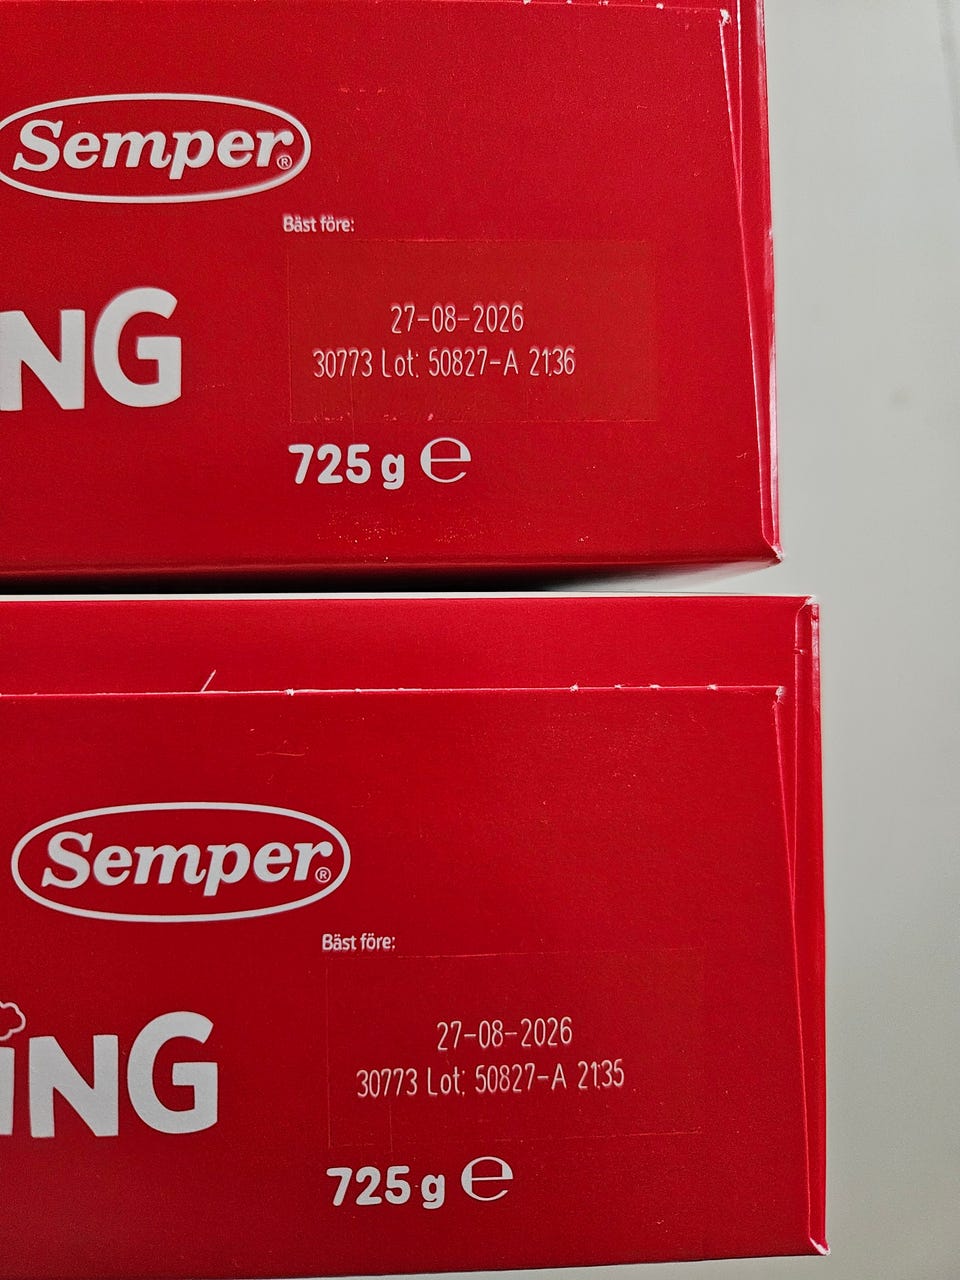 Semper®
Bäst före:
27-08-2026
30773 Lot: 50827-A 21:36
NG
725 g ℮
Semper®
Bäst före:
27-08-2026
30773 Lot: 50827-A 21:35
ING
725 g ℮